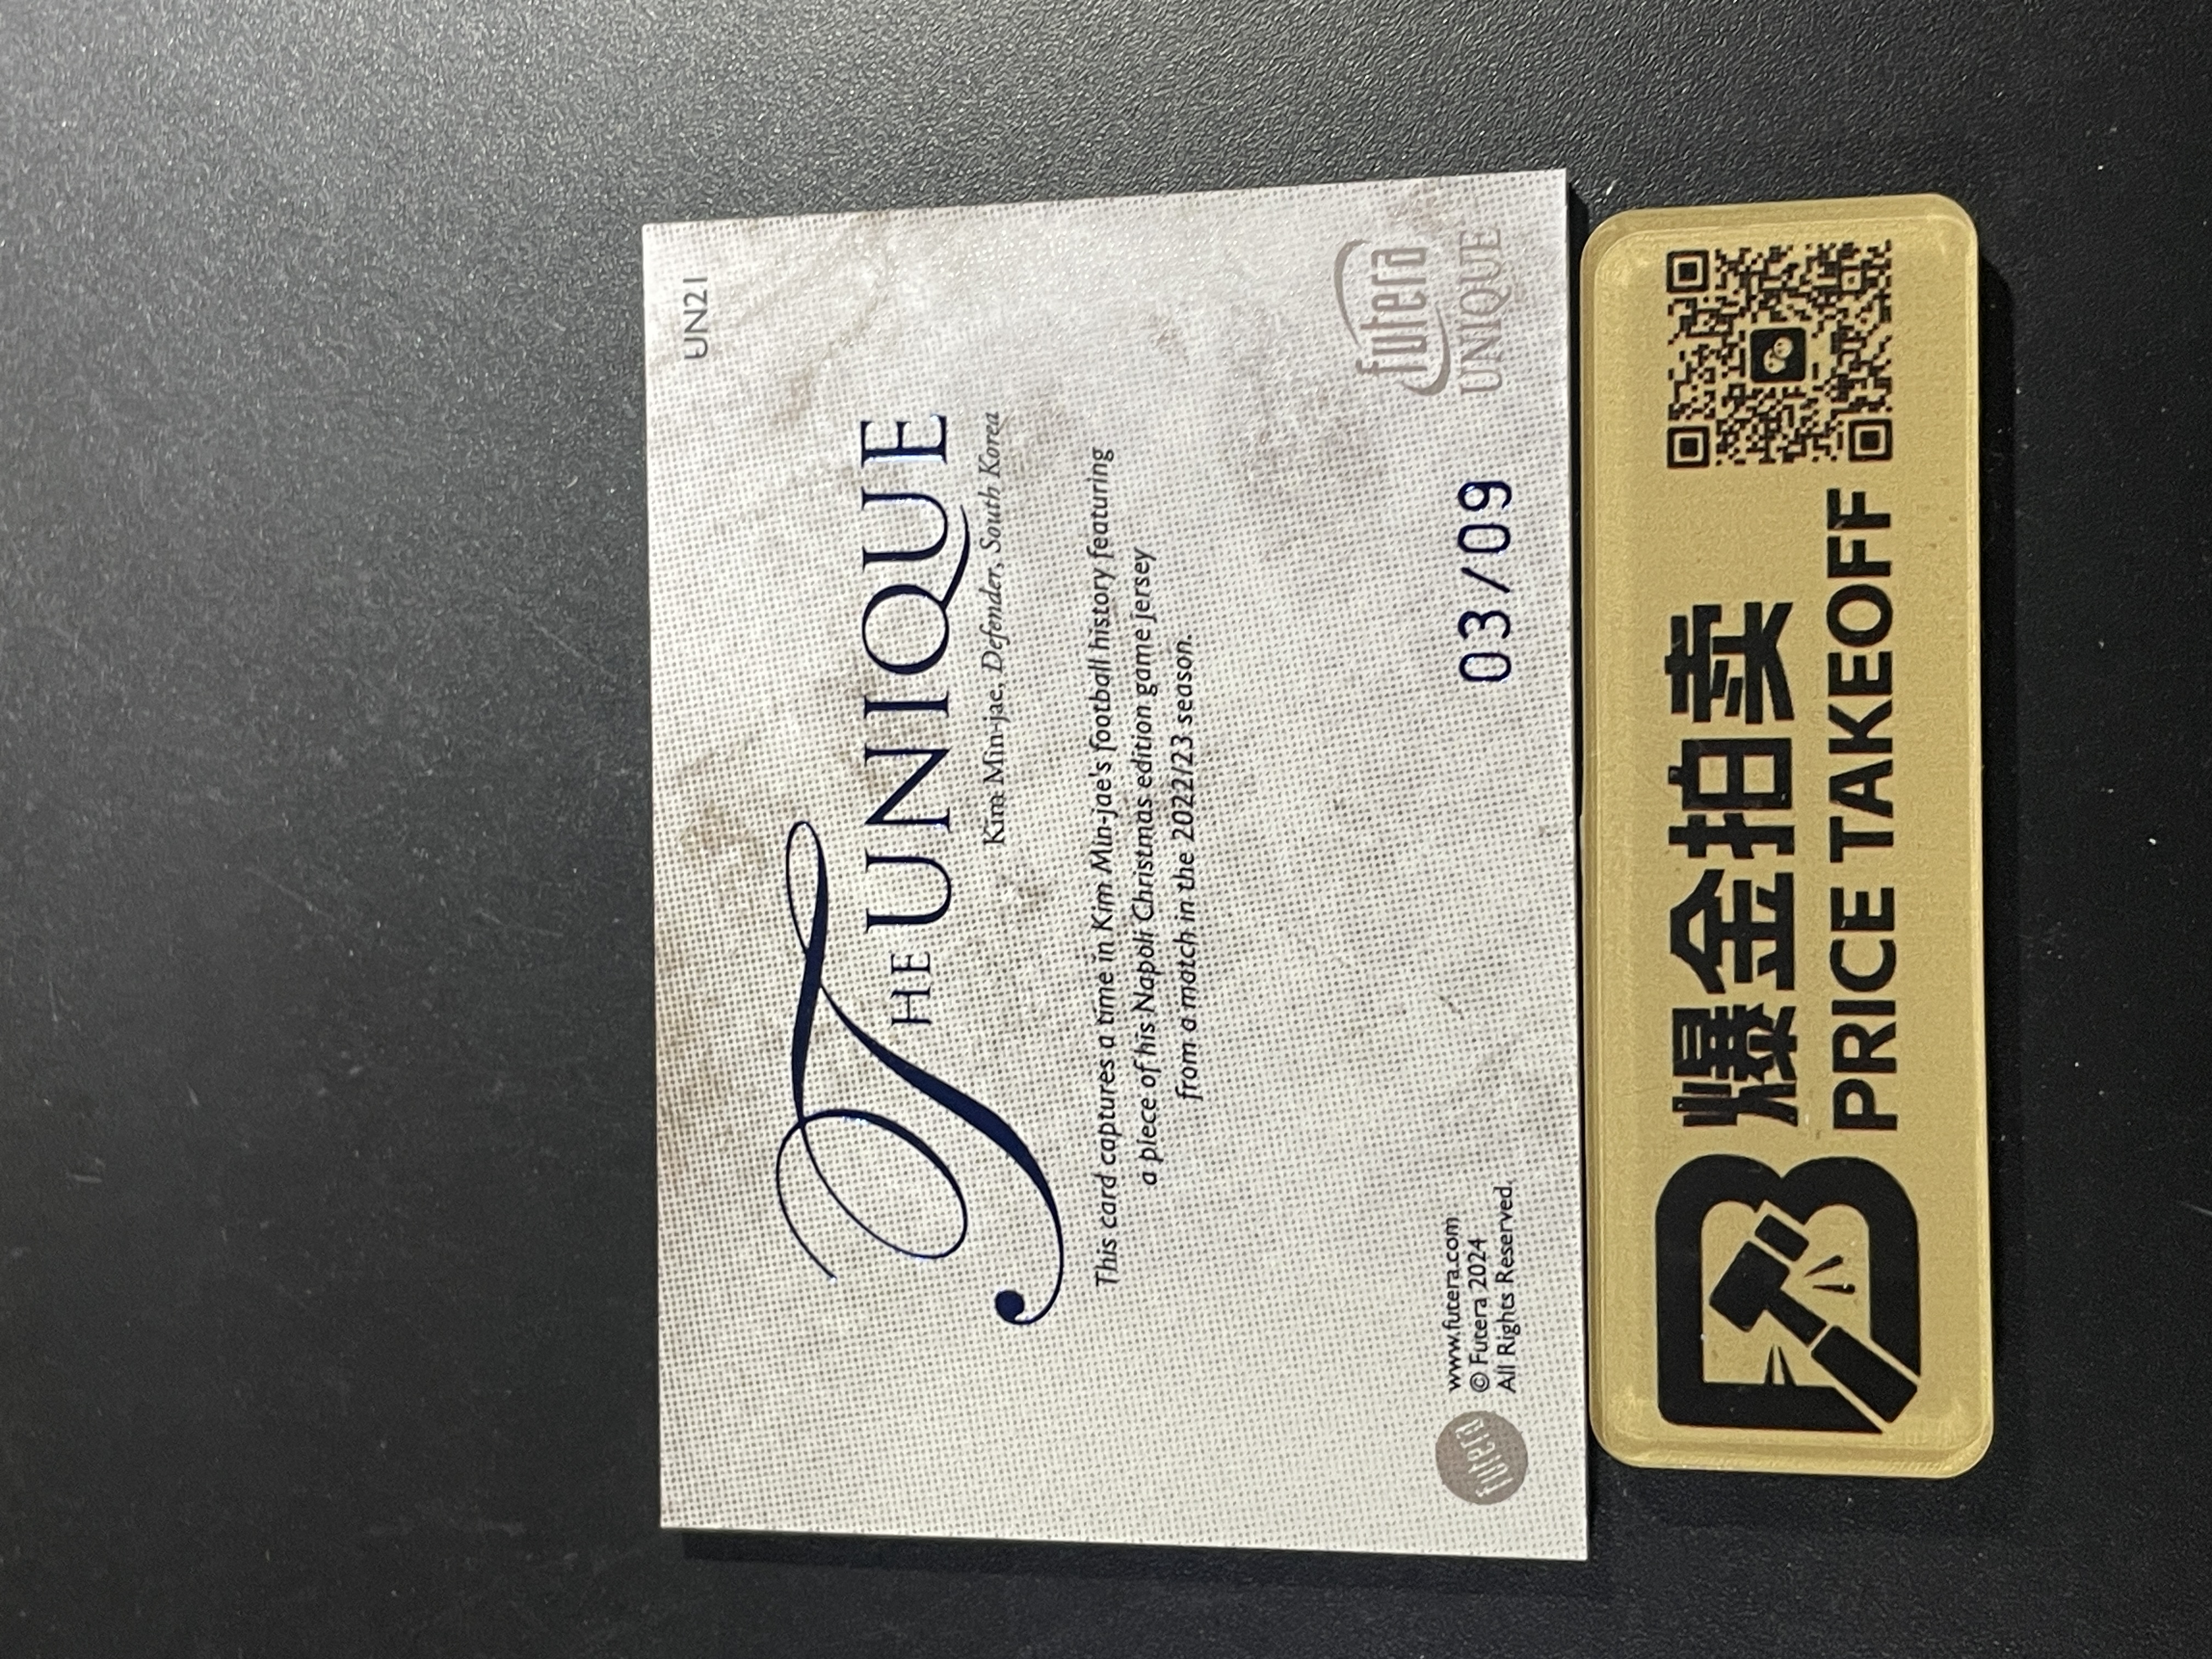 UN21
THE UNIQUE
Kim Min-jae, Defender, South Korea
This card captures a time in Kim Min-jae's football history featuring
a piece of his Napoli Christmas edition game jersey
from a match in the 2022/23 season.
futera
www.futera.com
© Futera 2024
All Rights Reserved.
03/09
futera
UNIQUE
爆金拍卖
PRICE TAKEOFF